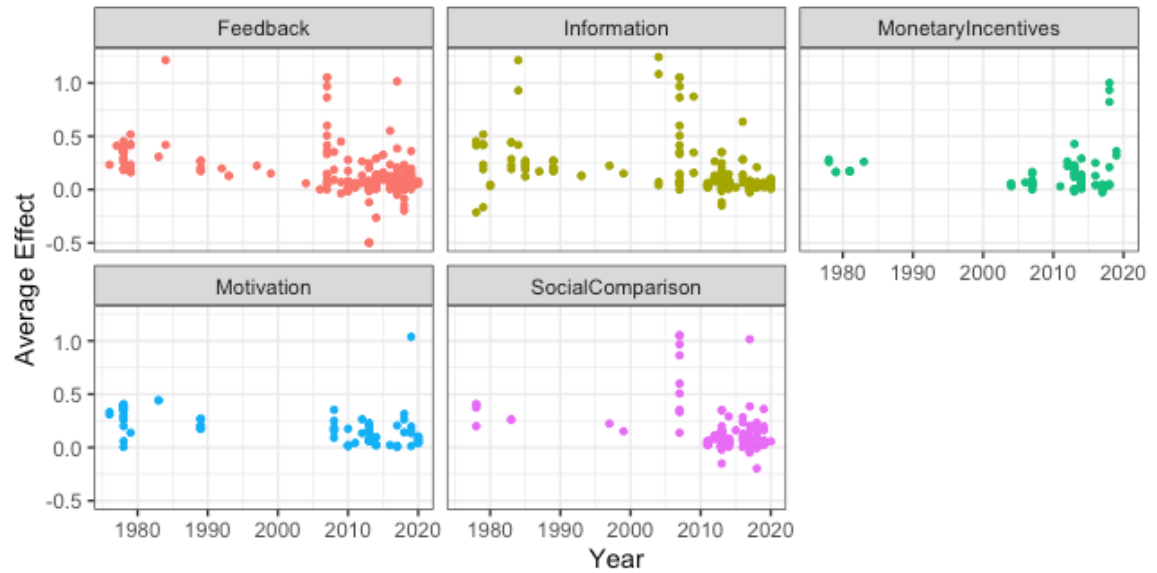 Feedback
Information
MonetaryIncentives
1.0
0.5
0.0
-0.5
1980 1990 2000 2010 2020
Motivation
SocialComparison
1.0
0.5
0.0
-0.5
1980 1990 2000 2010 2020
1980 1990 2000 2010 2020
Average Effect
Year